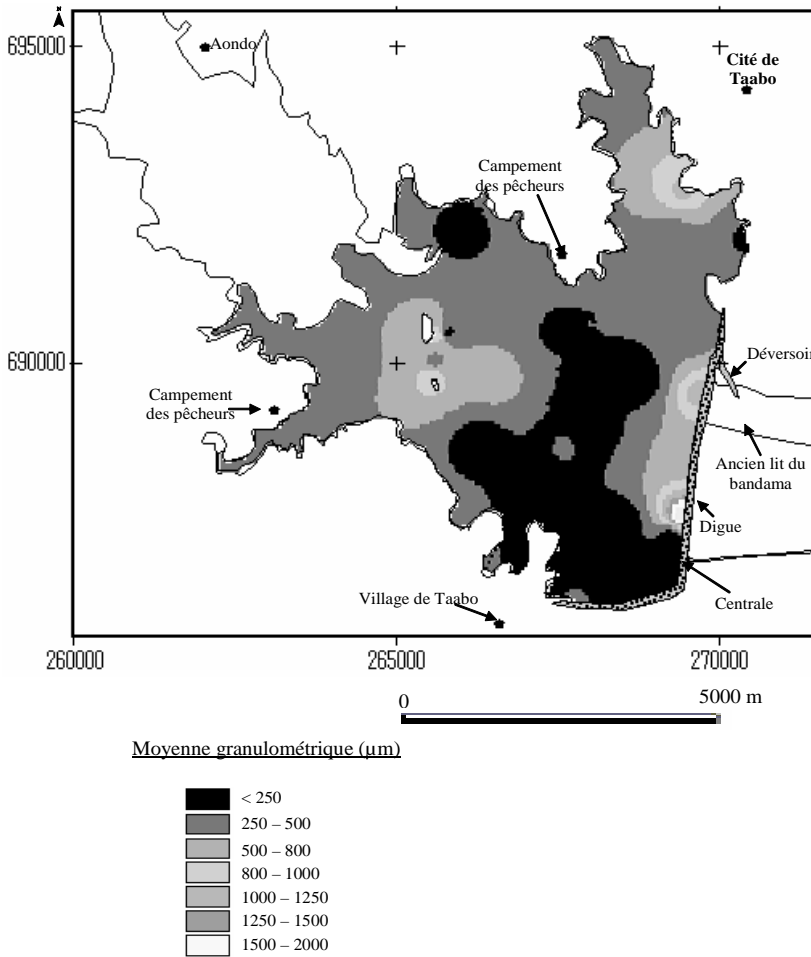 695000
Aondo
Cité de
Taabo
Campement
des pêcheurs
690000
Déversoir
Campement
des pêcheurs
Ancien lit du
bandama
Digue
Centrale
Village de Taabo
260000
265000
270000
0
5000 m
Moyenne granulométrique (µm)
< 250
250 – 500
500 – 800
800 – 1000
1000 – 1250
1250 – 1500
1500 – 2000